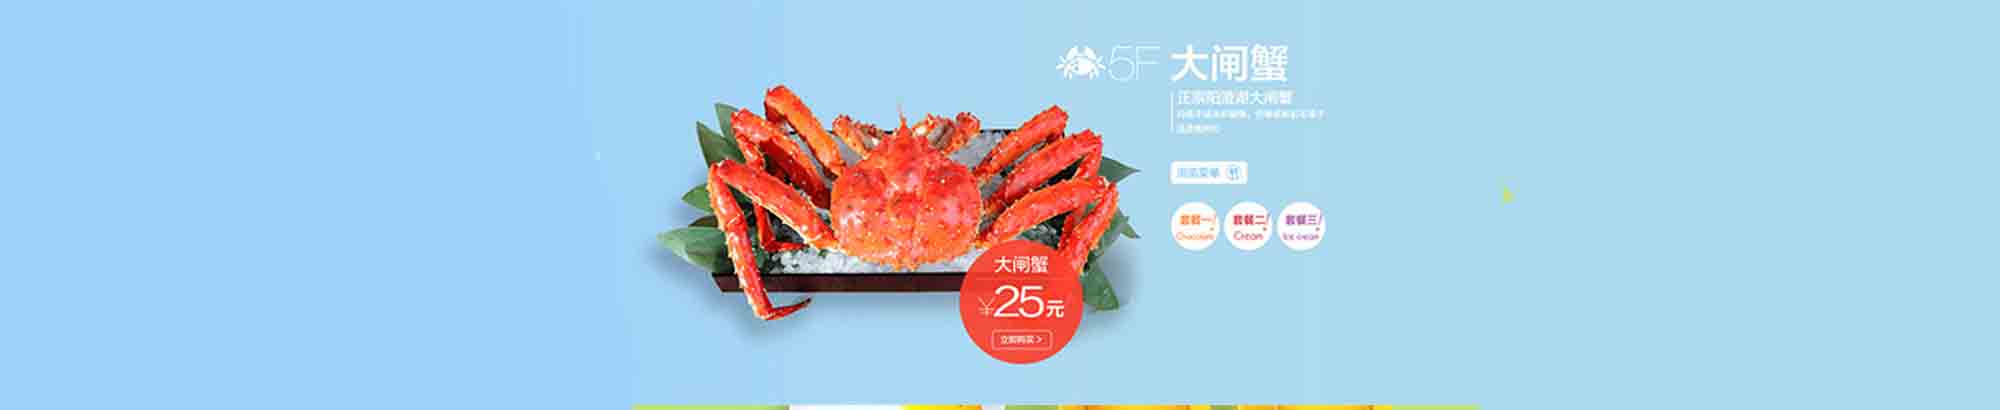 5F 大闸蟹
正宗阳澄湖大闸蟹
浏览菜单
套餐一/ 套餐二/ 套餐三/
Chocolate Cream Ice cream
大闸蟹
¥25元
立即购买 >